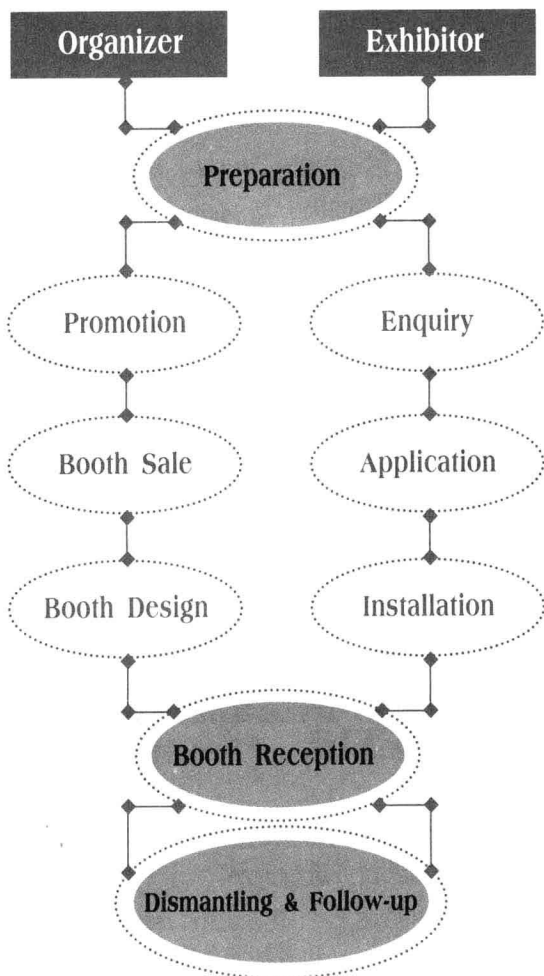 Organizer
Exhibitor
Preparation
Promotion
Enquiry
Booth Sale
Application
Booth Design
Installation
Booth Reception
Dismantling & Follow-up